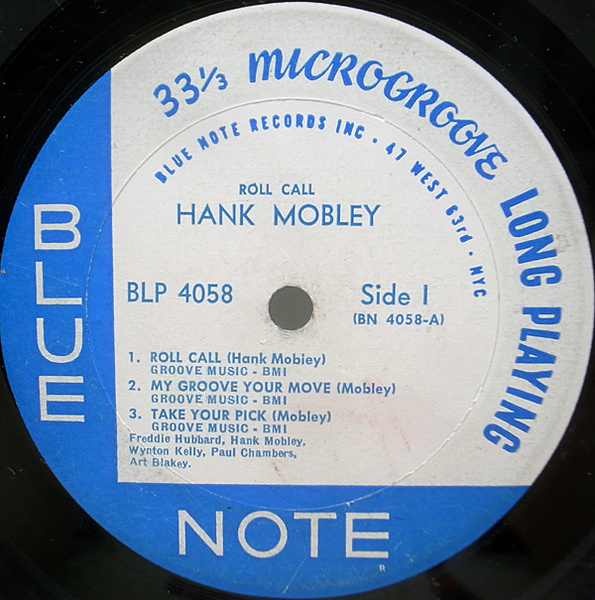 33⅓ MICROGROOVE LONG PLAYING
BLUE NOTE RECORDS INC • 47 WEST 63rd • NYC
ROLL CALL
HANK MOBLEY
BLP 4058
Side 1
(BN 4058-A)
1. ROLL CALL (Hank Mobley)
GROOVE MUSIC - BMI
2. MY GROOVE YOUR MOVE (Mobley)
GROOVE MUSIC - BMI
3. TAKE YOUR PICK (Mobley)
GROOVE MUSIC - BMI
Freddie Hubbard, Hank Mobley,
Wynton Kelly, Paul Chambers,
Art Blakey.
BLUE
NOTE
R